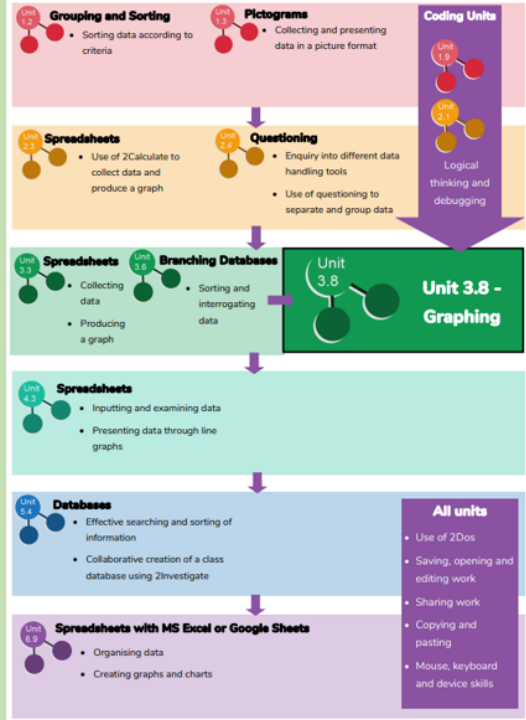 Unit
1.2
Grouping and Sorting
• Sorting data according to
criteria
Unit
1.3
Pictograms
• Collecting and presenting
data in a picture format
Coding Units
Unit
1.9
Unit
2.1
Logical
thinking and
debugging
Unit
2.3
Spreadsheets
• Use of 2Calculate to
collect data and
produce a graph
Unit
2.4
Questioning
• Enquiry into different data
handling tools
• Use of questioning to
separate and group data
Unit
3.3
Spreadsheets
• Collecting
data
• Producing
a graph
Unit
3.6
Branching Databases
• Sorting and
interrogating
data
Unit
3.8
Unit 3.8 -
Graphing
Unit
4.3
Spreadsheets
• Inputting and examining data
• Presenting data through line
graphs
Unit
5.4
Databases
• Effective searching and sorting of
information
• Collaborative creation of a class
database using 2Investigate
All units
• Use of 2Dos
• Saving, opening and
editing work
• Sharing work
• Copying and
pasting
• Mouse, keyboard
and device skills
Unit
6.9
Spreadsheets with MS Excel or Google Sheets
• Organising data
• Creating graphs and charts